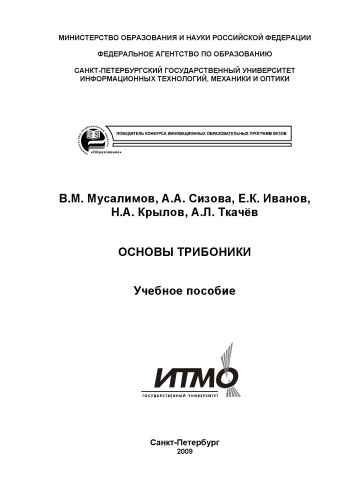 МИНИСТЕРСТВО ОБРАЗОВАНИЯ И НАУКИ РОССИЙСКОЙ ФЕДЕРАЦИИ
ФЕДЕРАЛЬНОЕ АГЕНТСТВО ПО ОБРАЗОВАНИЮ
САНКТ-ПЕТЕРБУРГСКИЙ ГОСУДАРСТВЕННЫЙ УНИВЕРСИТЕТ
ИНФОРМАЦИОННЫХ ТЕХНОЛОГИЙ, МЕХАНИКИ И ОПТИКИ
ПОБЕДИТЕЛЬ КОНКУРСА ИННОВАЦИОННЫХ ОБРАЗОВАТЕЛЬНЫХ ПРОГРАММ ВУЗОВ
«Образование»
В.М. Мусалимов, А.А. Сизова, Е.К. Иванов,
Н.А. Крылов, А.Л. Ткачёв
ОСНОВЫ ТРИБОНИКИ
Учебное пособие
ИТМО
ГОСУДАРСТВЕННЫЙ УНИВЕРСИТЕТ
Санкт-Петербург
2009